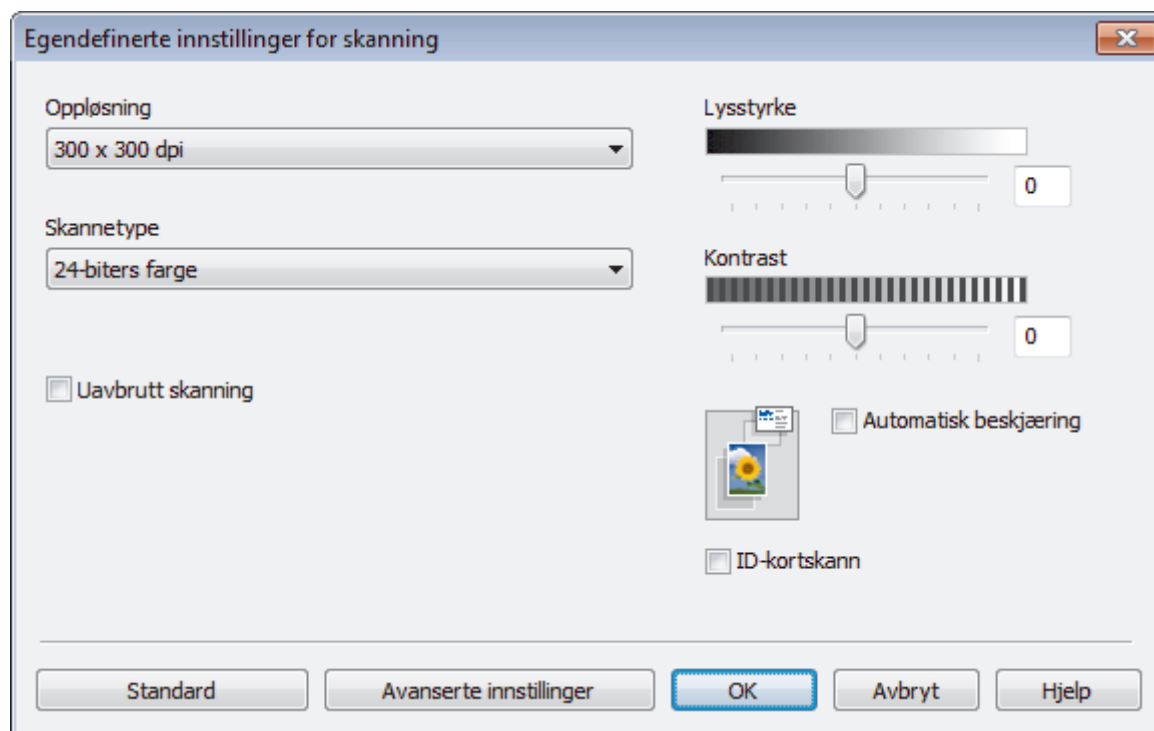 Egendefinerte innstillinger for skanning
Oppløsning
300 x 300 dpi
Skannetype
24-biters farge
Uavbrutt skanning
Lysstyrke
0
Kontrast
0
Automatisk beskjæring
ID-kortskann
Standard
Avanserte innstillinger
OK
Avbryt
Hjelp